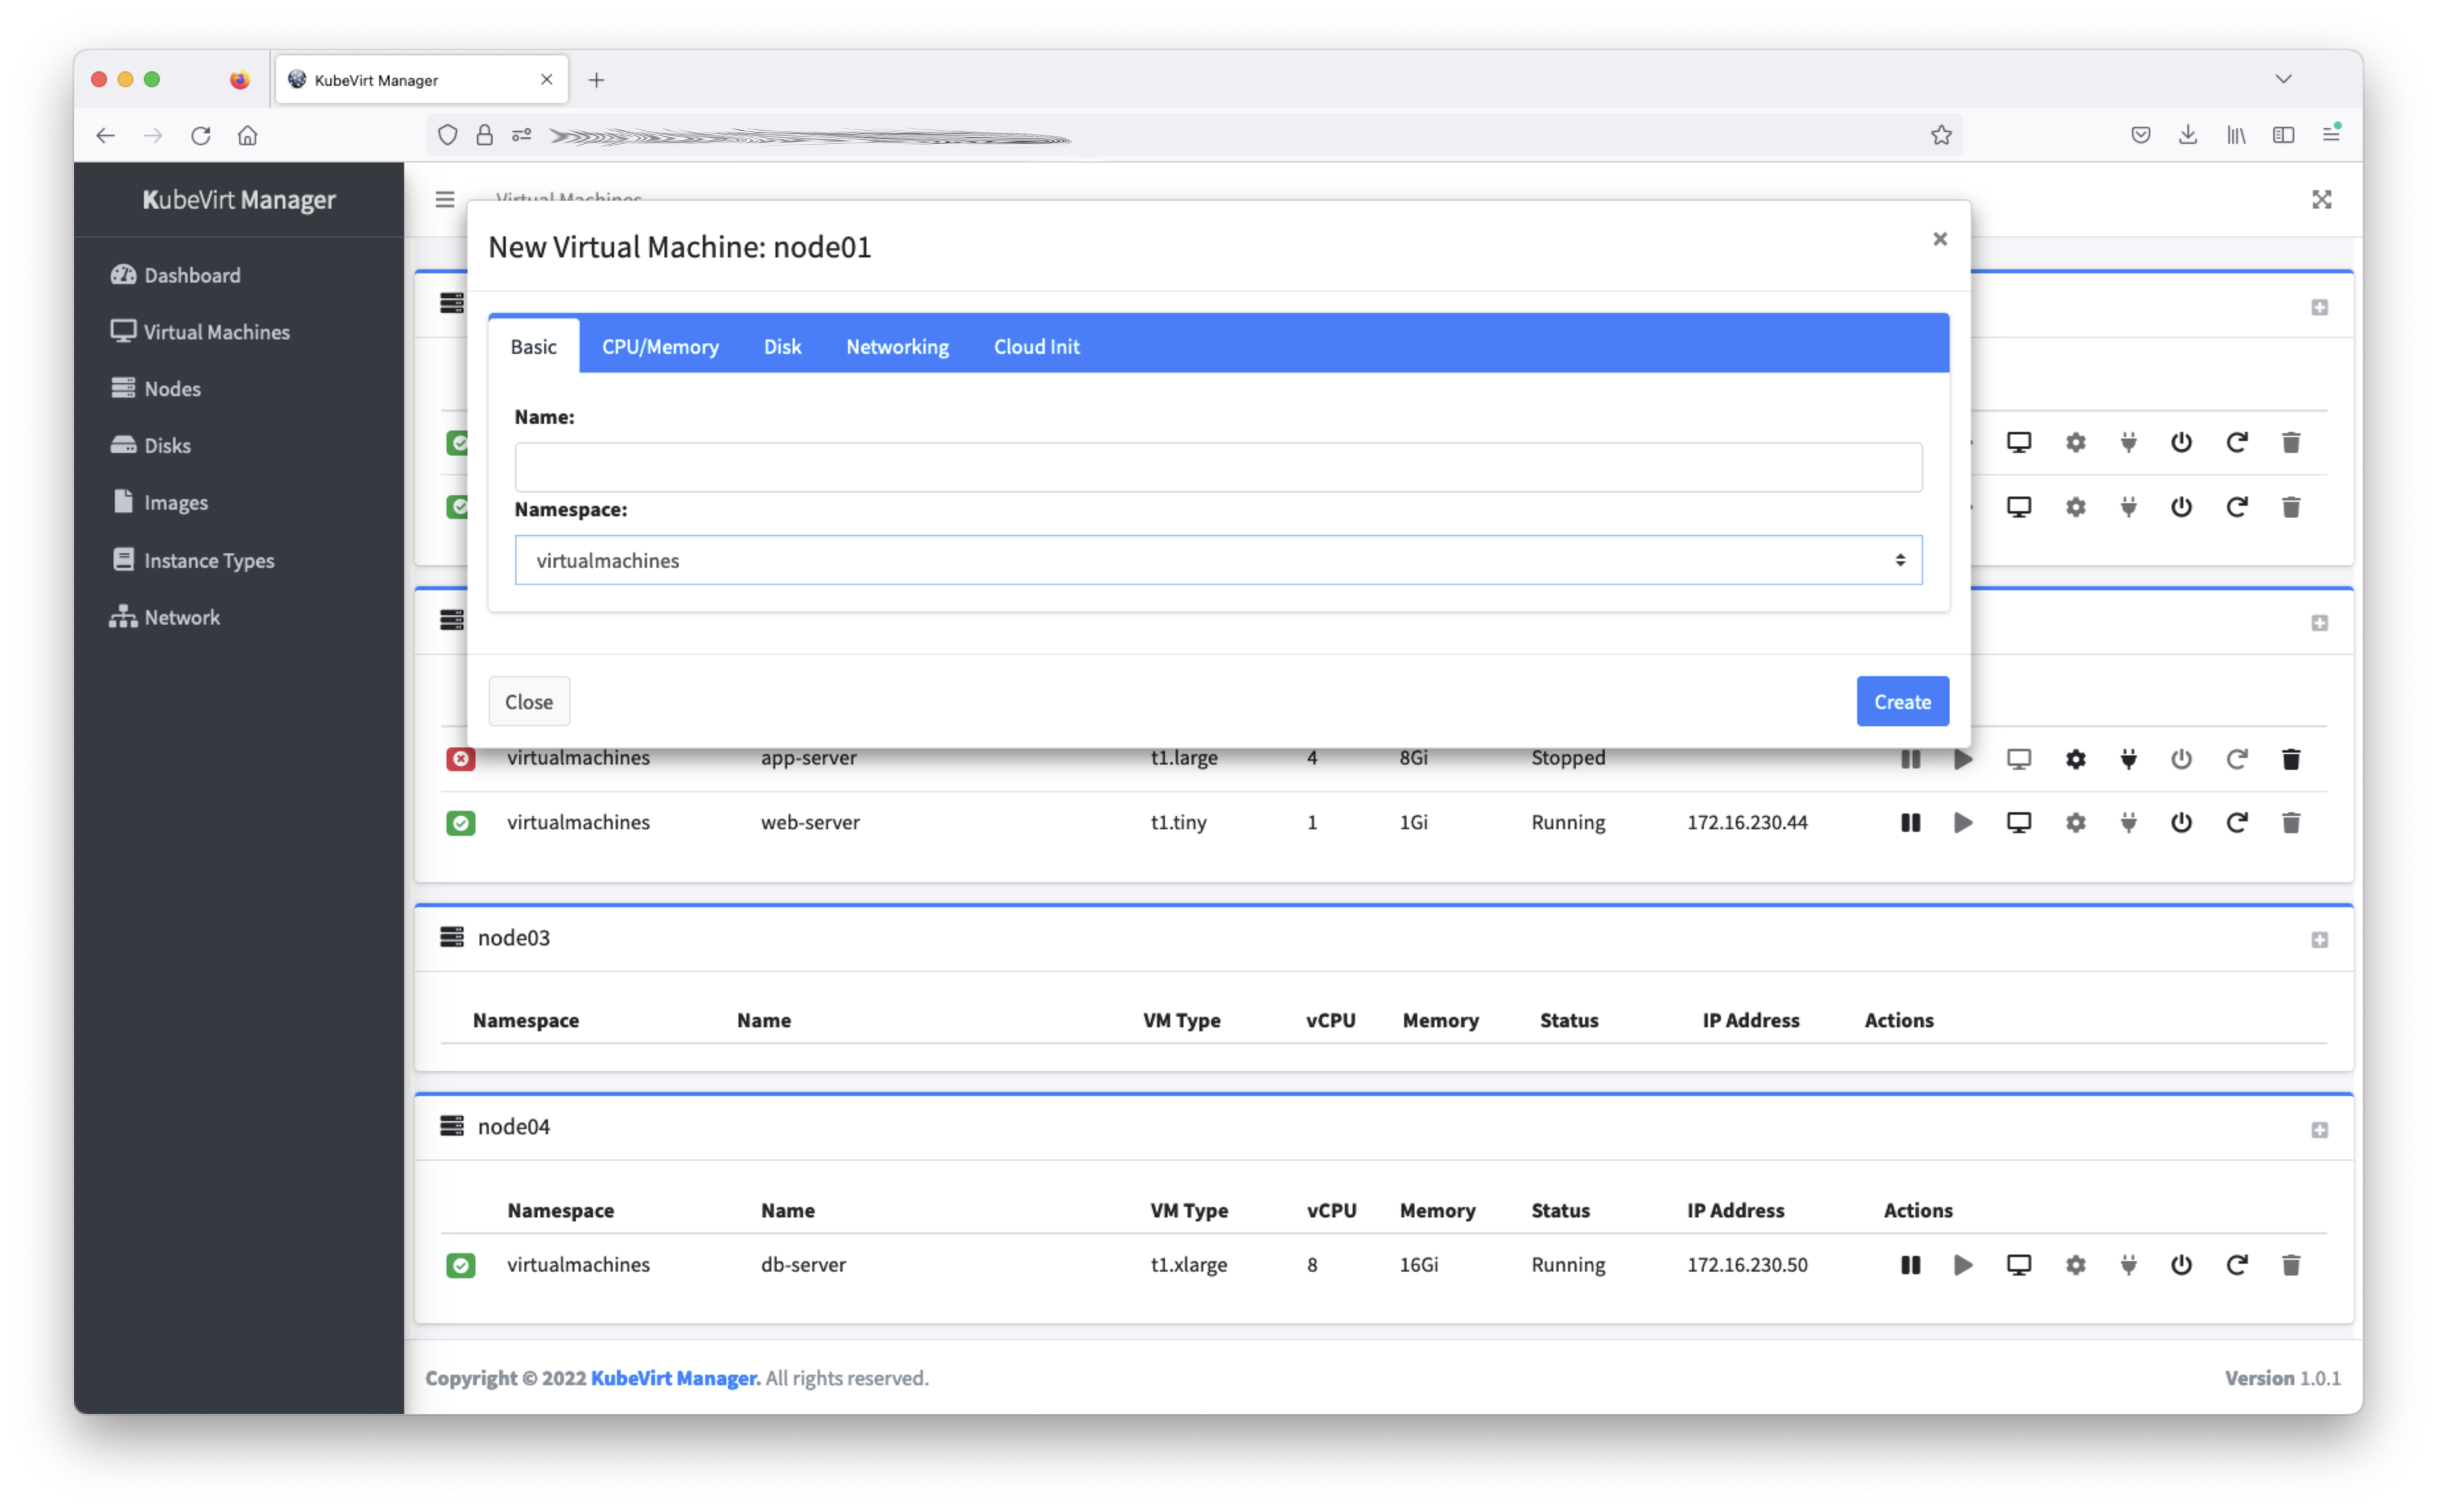 KubeVirt Manager
KubeVirt Manager
Virtual Machines
Dashboard
Virtual Machines
Nodes
Disks
Images
Instance Types
Network
New Virtual Machine: node01
Basic CPU/Memory Disk Networking Cloud Init
Name:
Namespace:
virtualmachines
Close Create
virtualmachines app-server t1.large 4 8Gi Stopped
virtualmachines web-server t1.tiny 1 1Gi Running 172.16.230.44
node03
Namespace Name VM Type vCPU Memory Status IP Address Actions
node04
Namespace Name VM Type vCPU Memory Status IP Address Actions
virtualmachines db-server t1.xlarge 8 16Gi Running 172.16.230.50
Copyright © 2022 KubeVirt Manager. All rights reserved. Version 1.0.1